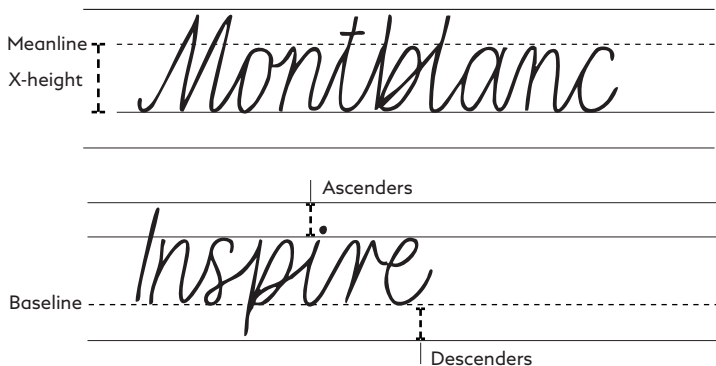 Meanline
X-height
Montblanc
Ascenders
Inspire
Baseline
Descenders